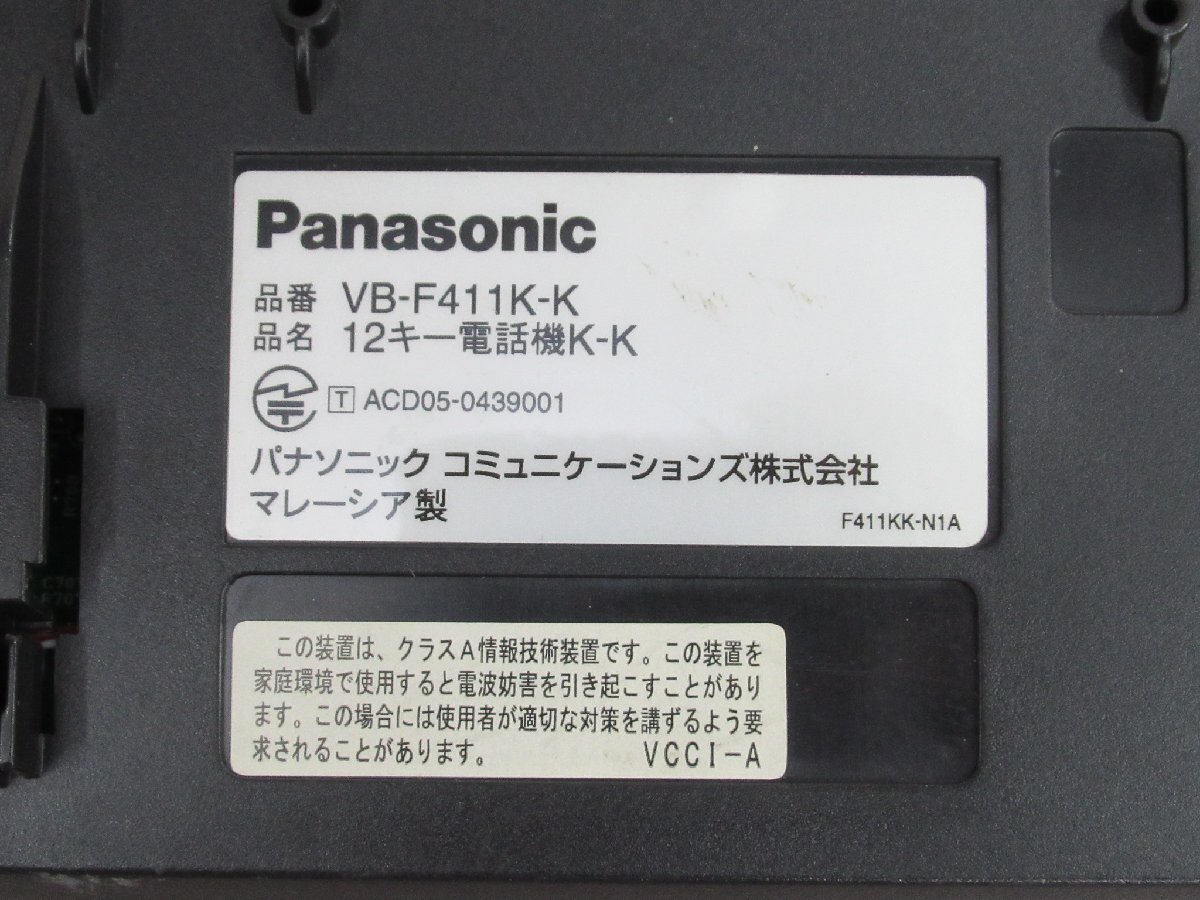 Panasonic
品番 VB-F411K-K
品名 12キー電話機K-K
T ACD05-0439001
パナソニック コミュニケーションズ株式会社
マレーシア製
F411KK-N1A
この装置は、クラスA情報技術装置です。この装置を
家庭環境で使用すると電波妨害を引き起こすことがあり
ます。この場合には使用者が適切な対策を講ずるよう要
求されることがあります。 VCCI-A